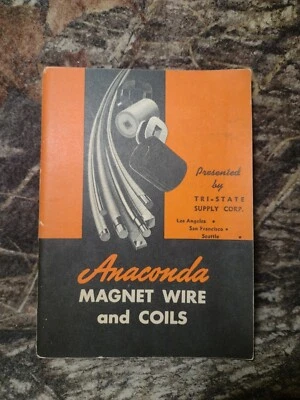 Presented
by
TRI-STATE
SUPPLY CORP.
Los Angeles •
San Francisco •
Seattle •
Anaconda
MAGNET WIRE
and COILS